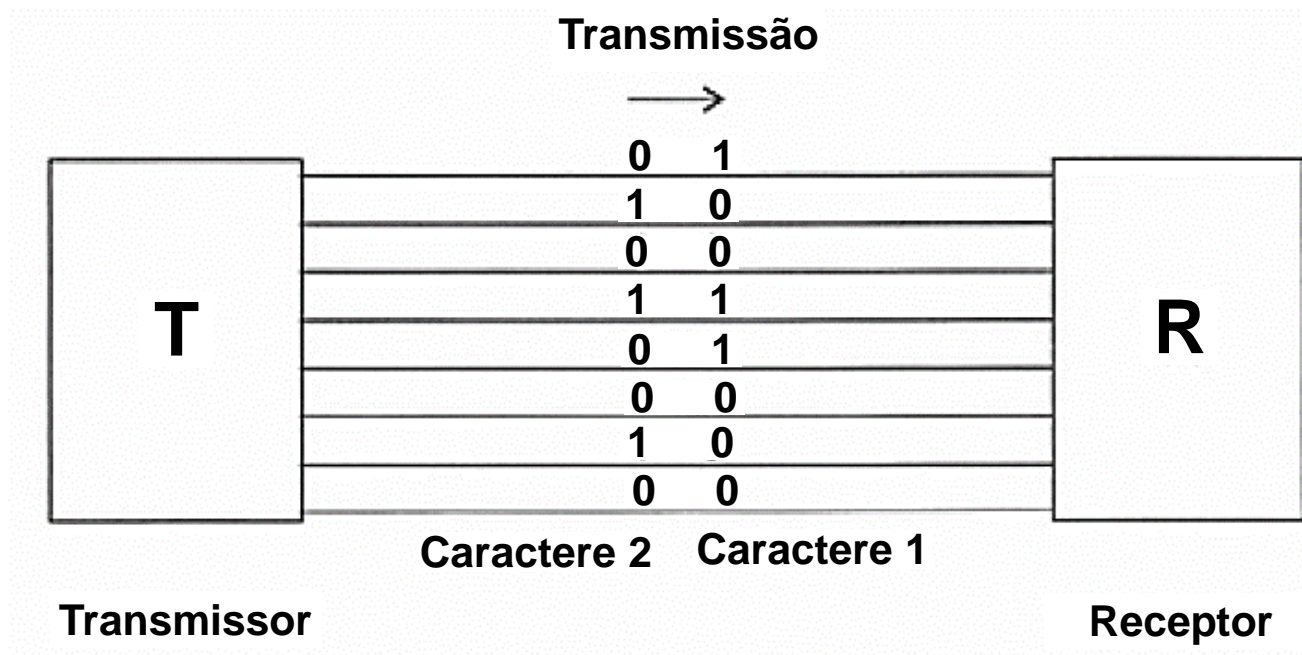 Transmissão
0 1
1 0
0 0
T
1 1
R
0 1
0 0
1 0
0 0
Caractere 2 Caractere 1
Transmissor
Receptor